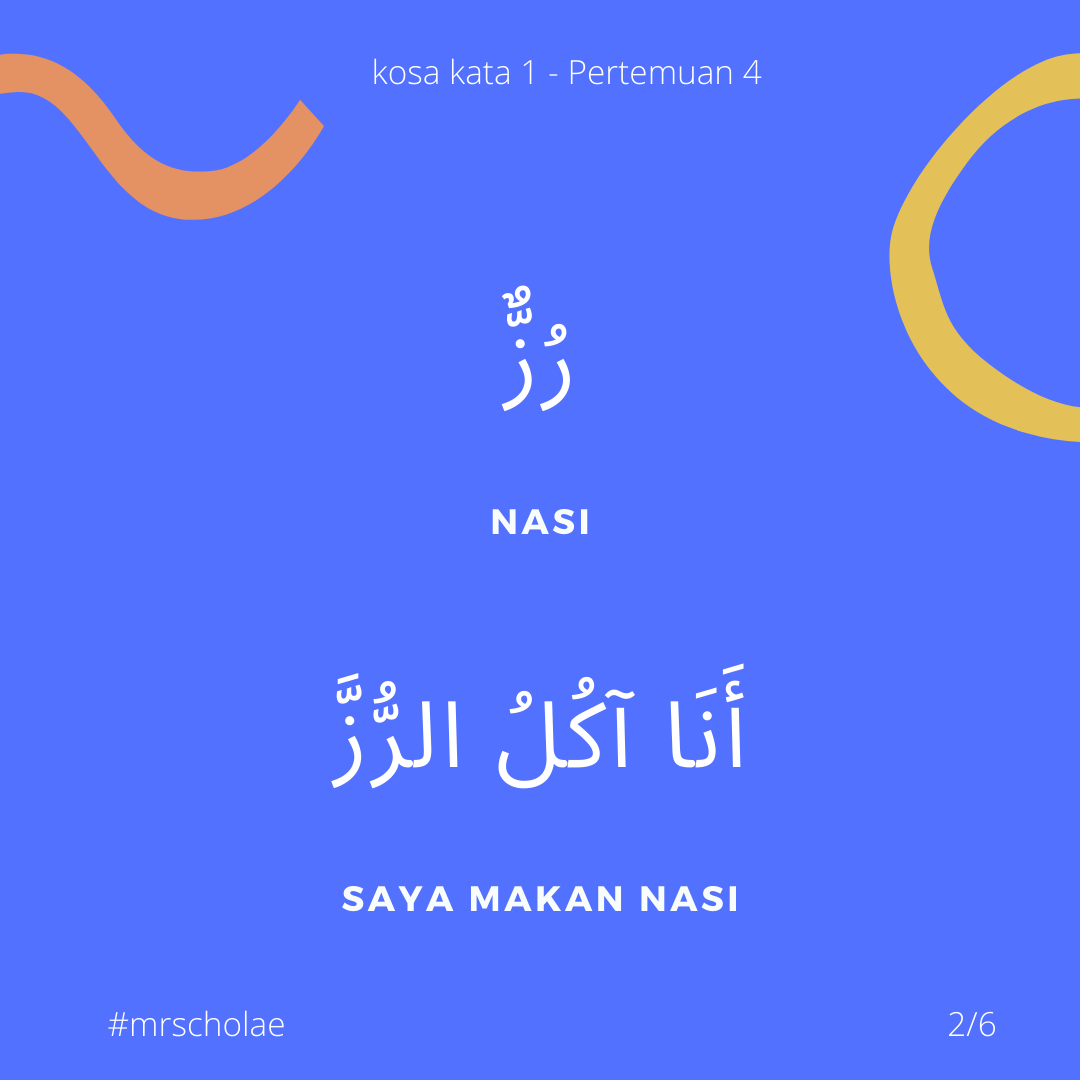 kosa kata 1 - Pertemuan 4
رُزٌّ
NASI
أَنَا آكُلُ الرُّزَّ
SAYA MAKAN NASI
#mrscholae
2/6